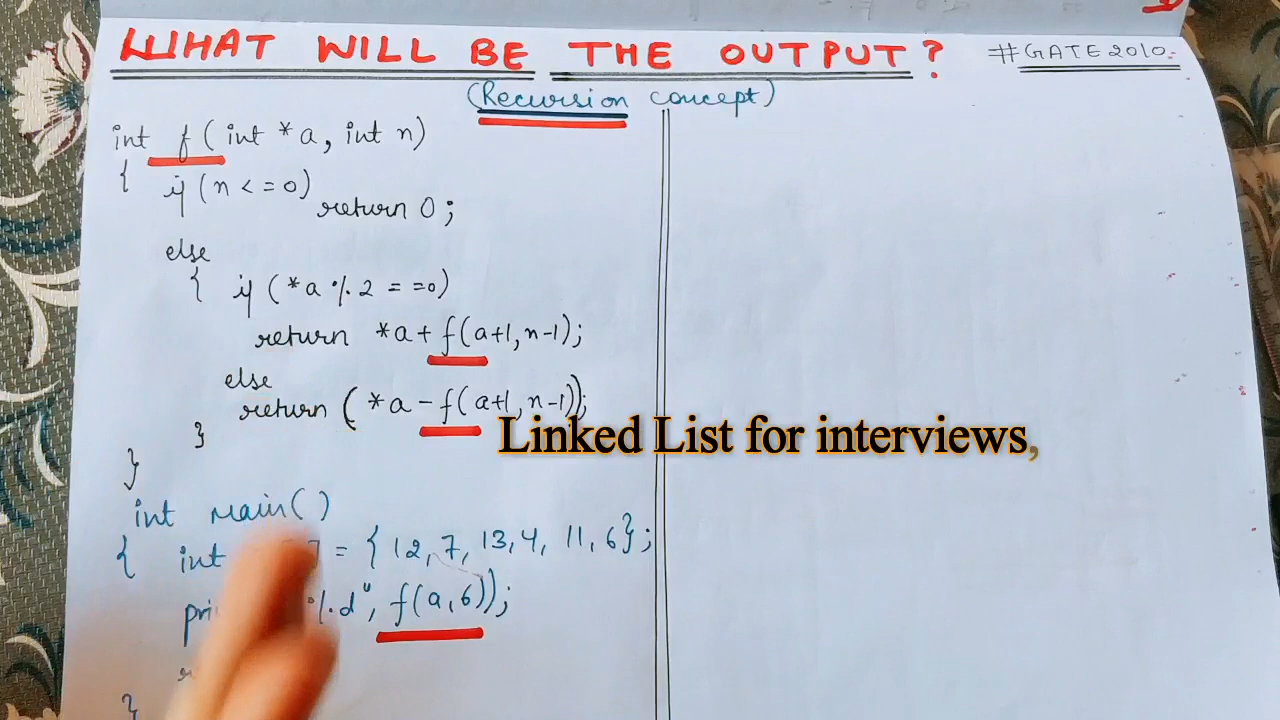 WHAT WILL BE THE OUTPUT? #GATE2010
(Recursion concept)
int f(int *a, int n)
{ if(n<=0)
return 0;
else
{ if(*a%2==0)
return *a+f(a+1,n-1);
else
return (*a-f(a+1,n-1));
}
}
Linked List for interviews,
int main()
{ int = {12,7,13,4,11,6};
%d", f(a,6));
}